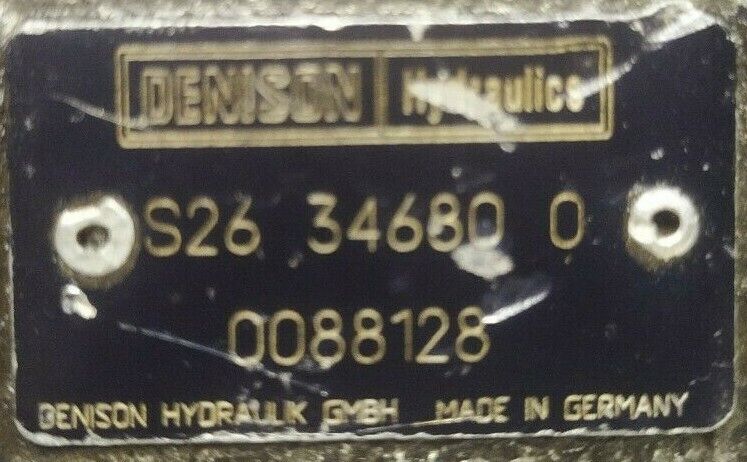 DENISON Hydraulics
S26 34680 0
0088128
DENISON HYDRAULIK GMBH MADE IN GERMANY